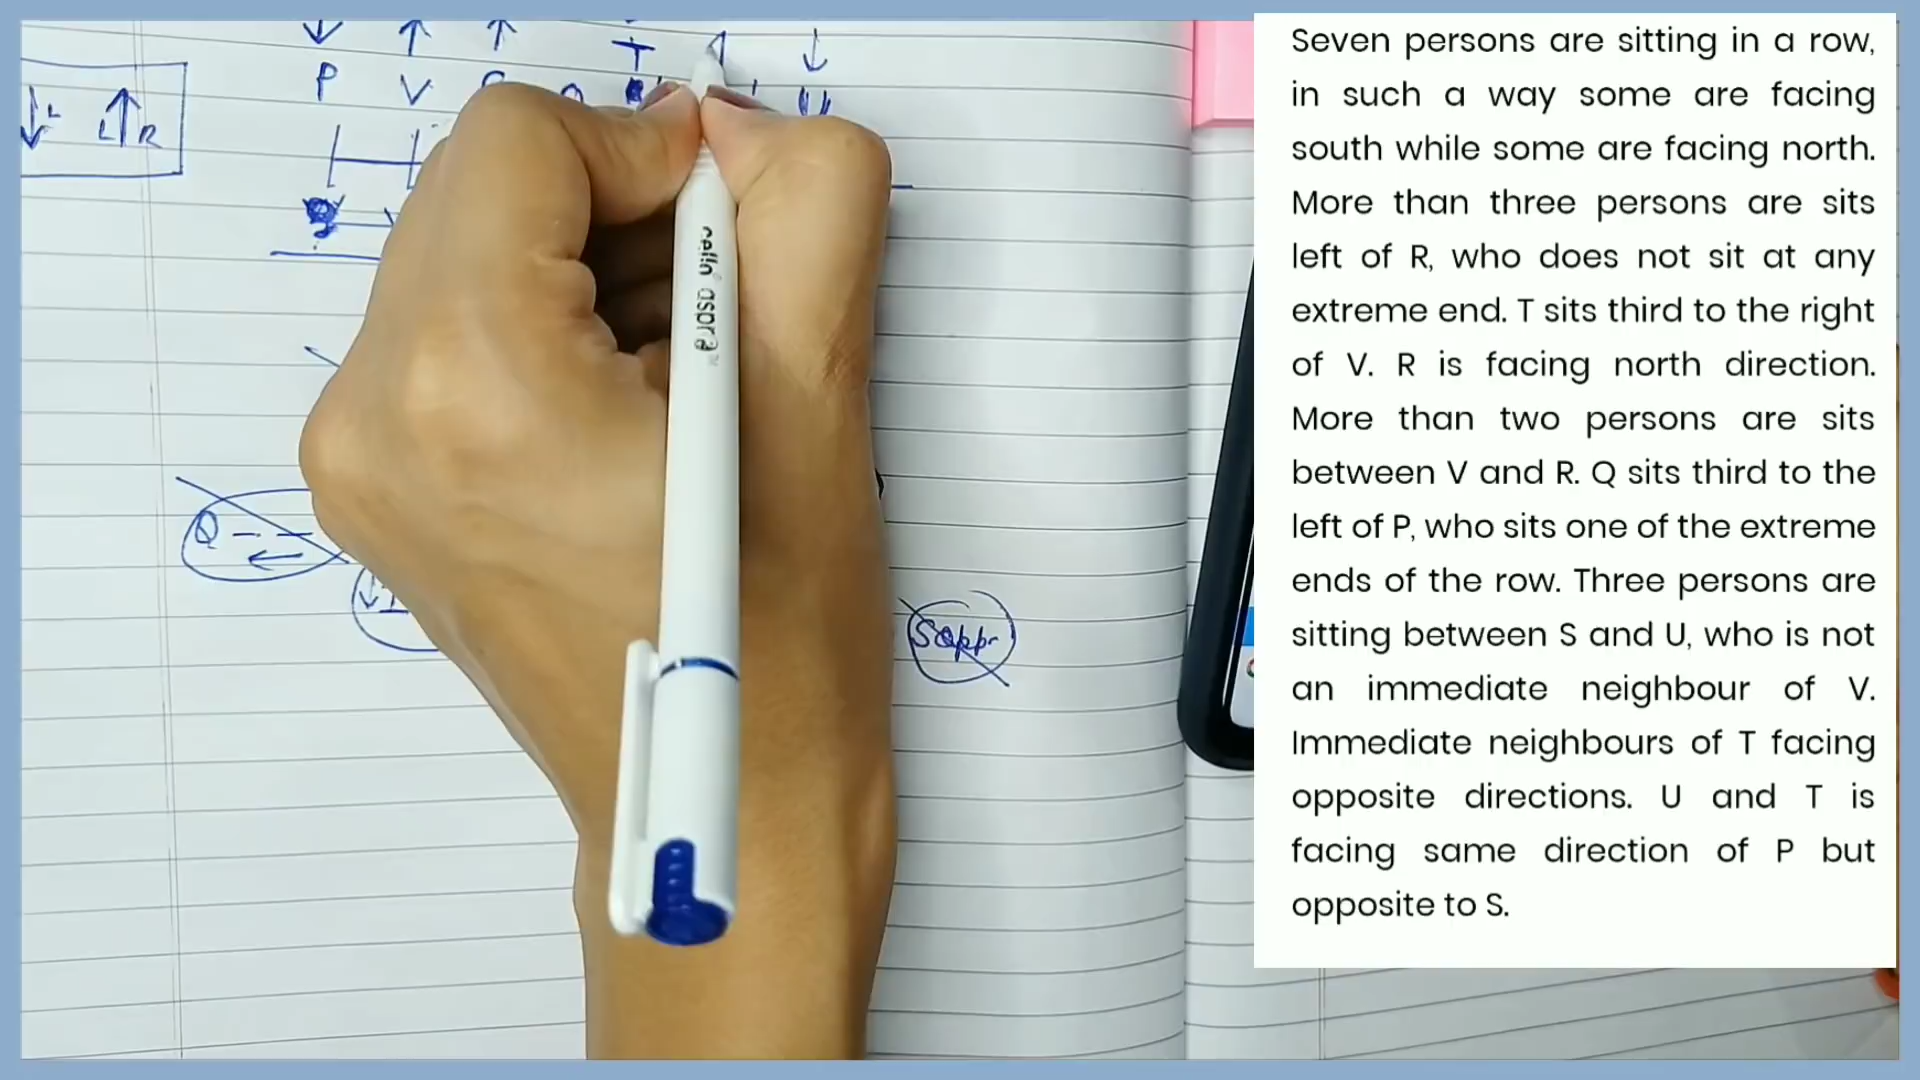 T
P V
L R
L
U
cello
Q
Sapp
Seven persons are sitting in a row,
in such a way some are facing
south while some are facing north.
More than three persons are sits
left of R, who does not sit at any
extreme end. T sits third to the right
of V. R is facing north direction.
More than two persons are sits
between V and R. Q sits third to the
left of P, who sits one of the extreme
ends of the row. Three persons are
sitting between S and U, who is not
an immediate neighbour of V.
Immediate neighbours of T facing
opposite directions. U and T is
facing same direction of P but
opposite to S.